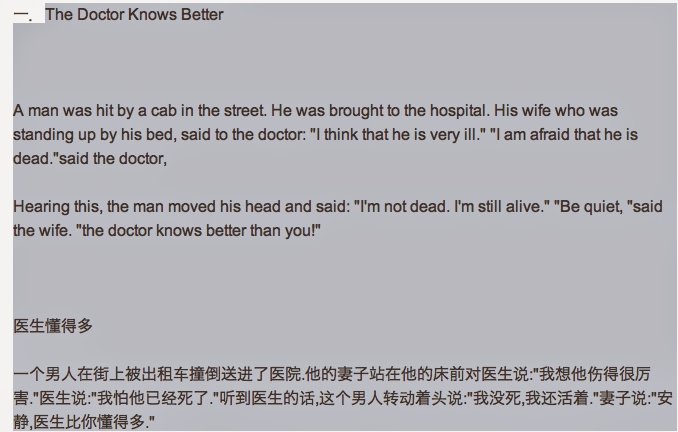 一．The Doctor Knows Better
A man was hit by a cab in the street. He was brought to the hospital. His wife who was
standing up by his bed, said to the doctor: "I think that he is very ill." "I am afraid that he is
dead."said the doctor,
Hearing this, the man moved his head and said: "I'm not dead. I'm still alive." "Be quiet, "said
the wife. "the doctor knows better than you!"
医生懂得多
一个男人在街上被出租车撞倒送进了医院.他的妻子站在他的床前对医生说:"我想他伤得很厉
害."医生说:"我怕他已经死了."听到医生的话,这个男人转动着头说:"我没死,我还活着."妻子说:"安
静,医生比你懂得多."